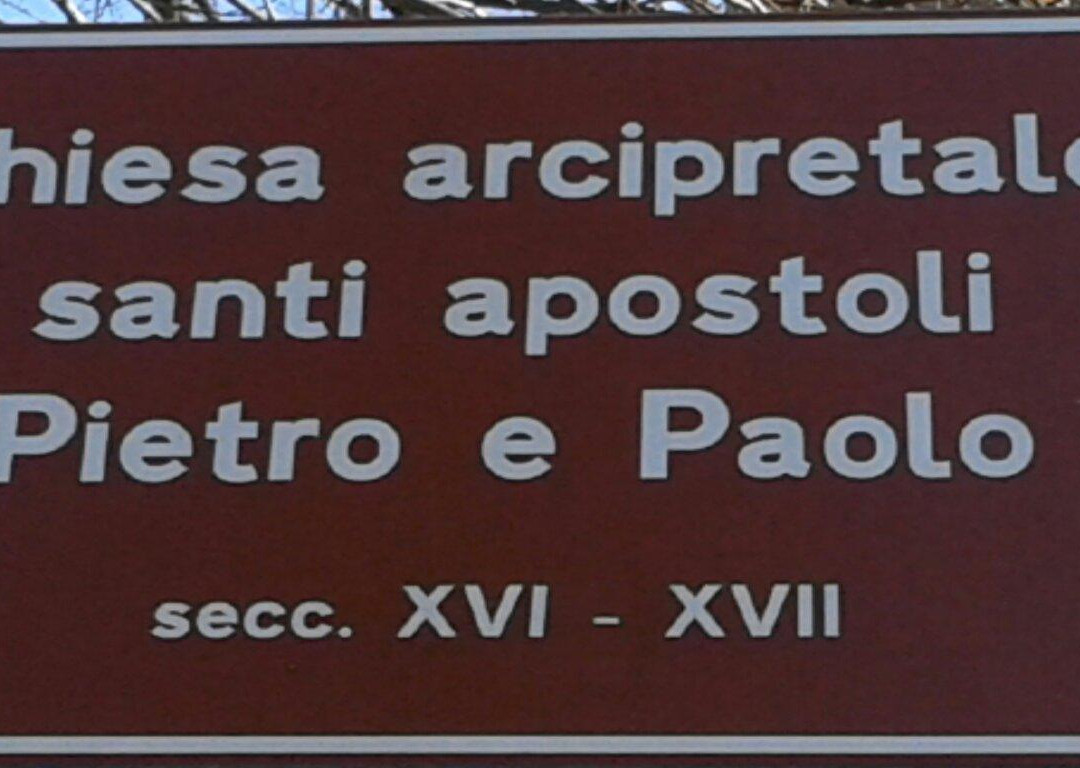 hiesa arcipretale
santi apostoli
Pietro e Paolo
secc. XVI - XVII